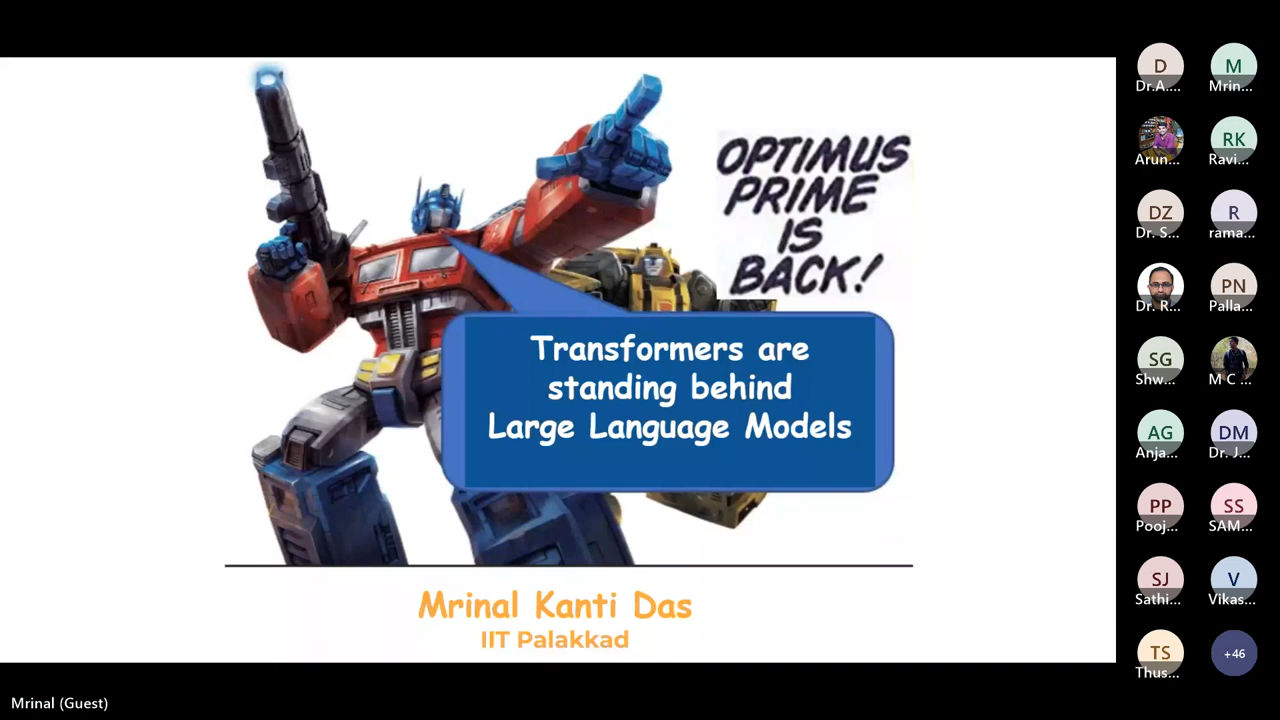 OPTIMUS
PRIME
IS
BACK!
Transformers are
standing behind
Large Language Models
Mrinal Kanti Das
IIT Palakkad
Mrinal (Guest)
D
Dr.A....
M
Mrin...
Arun...
RK
Ravi...
DZ
Dr. S...
R
rama...
Dr. R...
PN
Palla...
SG
Shw...
M C ...
AG
Anja...
DM
Dr. J...
PP
Pooj...
SS
SAM...
SJ
Sathi...
V
Vikas...
TS
Thus...
+46